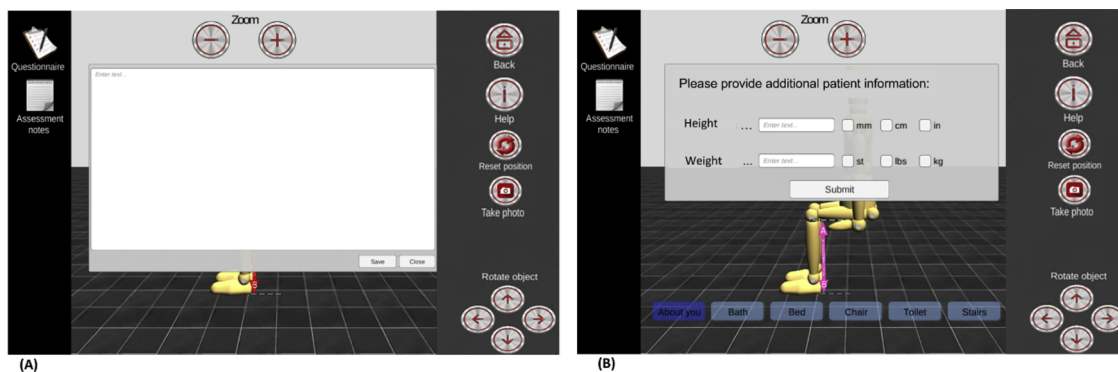 Zoom
Questionnaire
Assessment
notes
Enter text...
Save
Close
B
Back
Help
Reset position
Take photo
Rotate object
(A)
Zoom
Questionnaire
Assessment
notes
Please provide additional patient information:
Height ... Enter text... mm cm in
Weight ... Enter text... st lbs kg
Submit
A
B
About you
Bath
Bed
Chair
Toilet
Stairs
Back
Help
Reset position
Take photo
Rotate object
(B)